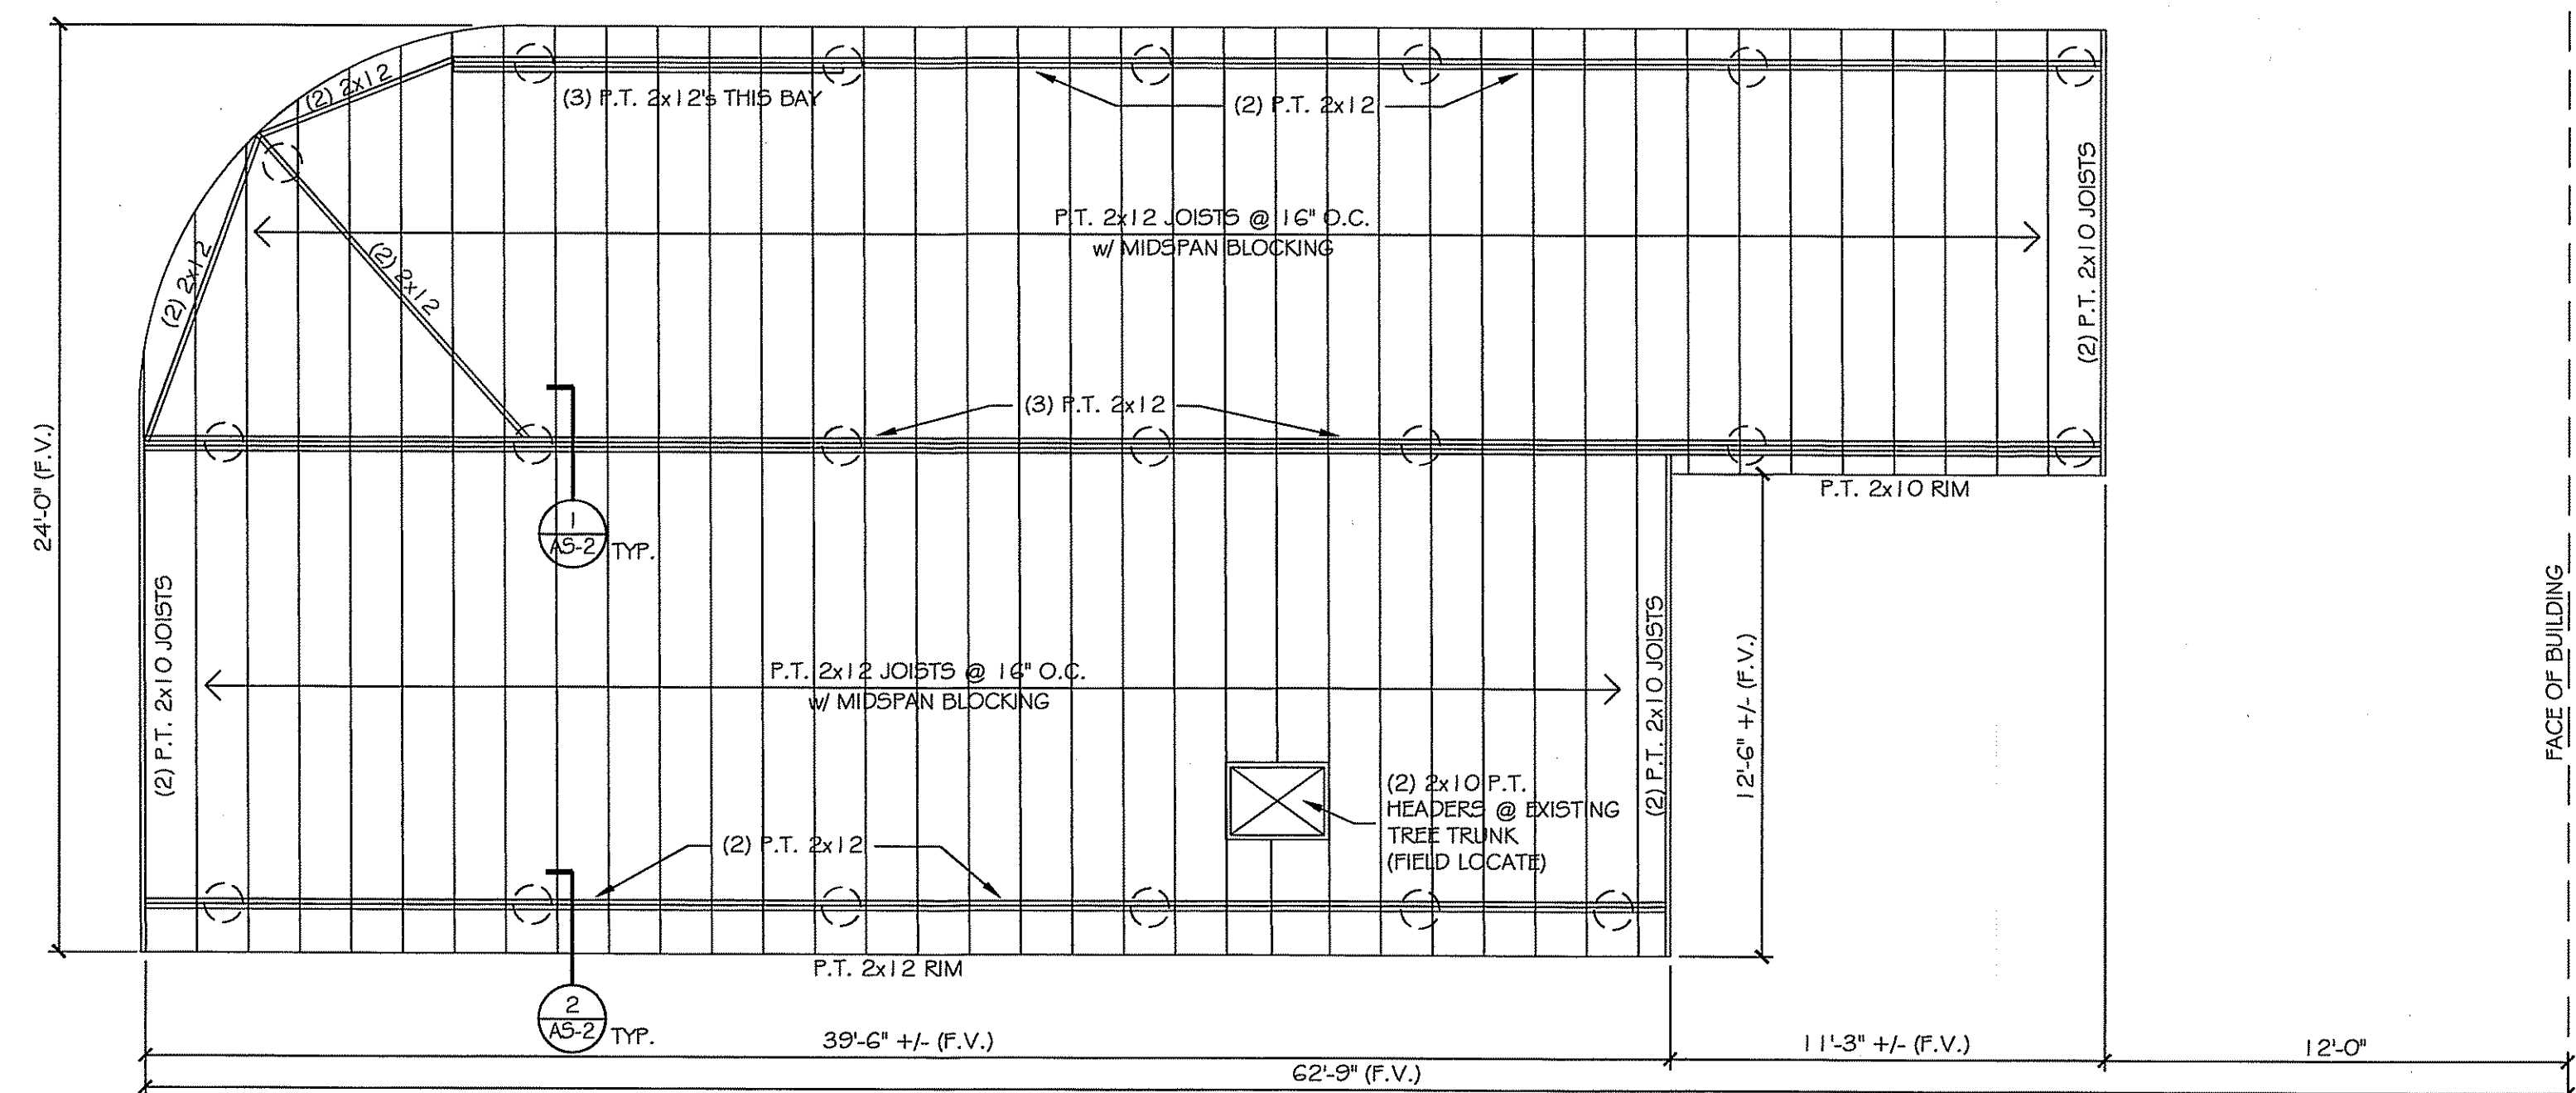 (2) 2x12
(3) P.T. 2x12's THIS BAY
(2) P.T. 2x12
(2) P.T. 2x10 JOISTS
P.T. 2x12 JOISTS @ 16" O.C.
w/ MIDSPAN BLOCKING
(2) 2x12
(2) 2x12
(3) P.T. 2x12
24'-0" (F.V.)
P.T. 2x10 RIM
1
AS-2
TYP.
(2) P.T. 2x10 JOISTS
P.T. 2x12 JOISTS @ 16" O.C.
w/ MIDSPAN BLOCKING
(2) P.T. 2x10 JOISTS
12'-6" +/- (F.V.)
FACE OF BUILDING
(2) 2x10 P.T.
HEADERS @ EXISTING
TREE TRUNK
(FIELD LOCATE)
(2) P.T. 2x12
P.T. 2x12 RIM
2
AS-2
TYP.
39'-6" +/- (F.V.)
11'-3" +/- (F.V.)
12'-0"
62'-9" (F.V.)